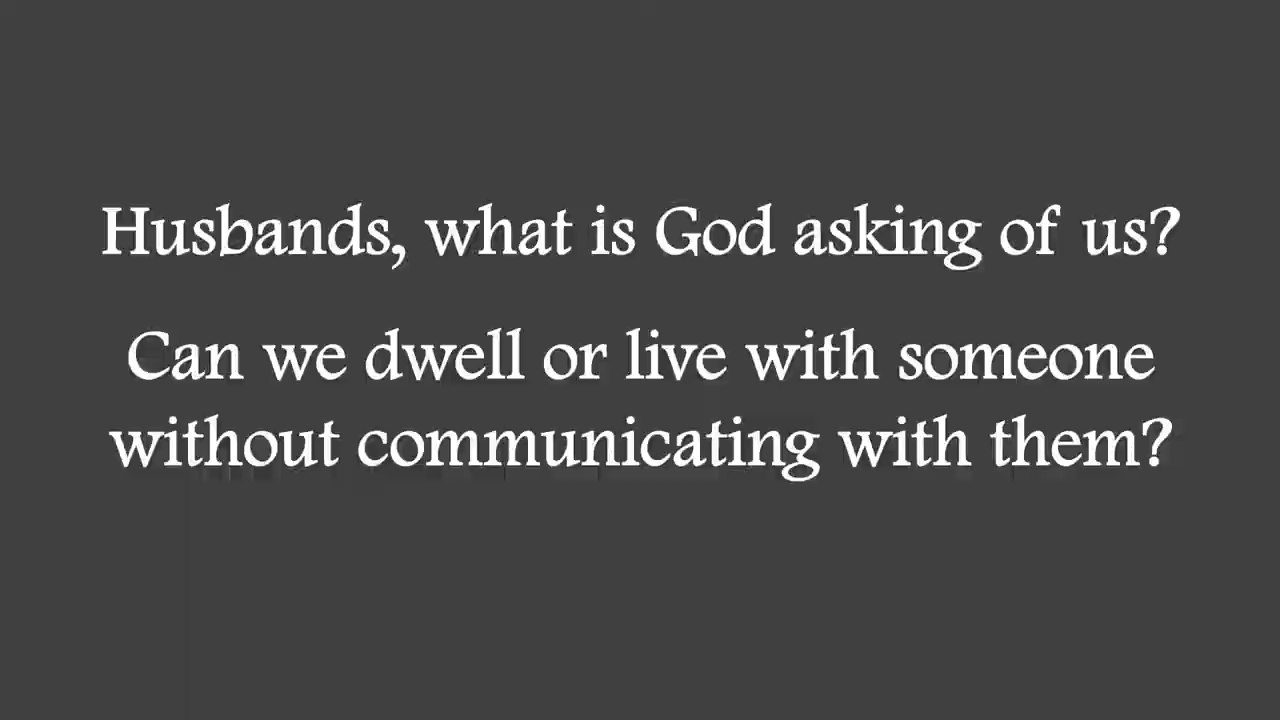 Husbands, what is God asking of us?
Can we dwell or live with someone
without communicating with them?